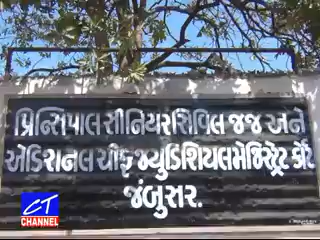 પ્રિન્સિપાલ સીનિયર સિવિલ જજ અને
એડિશનલ ચીફ જ્યુડિશિયલ મેજિસ્ટ્રેટ કોર્ટ
જંબુસર.
CT
CHANNEL